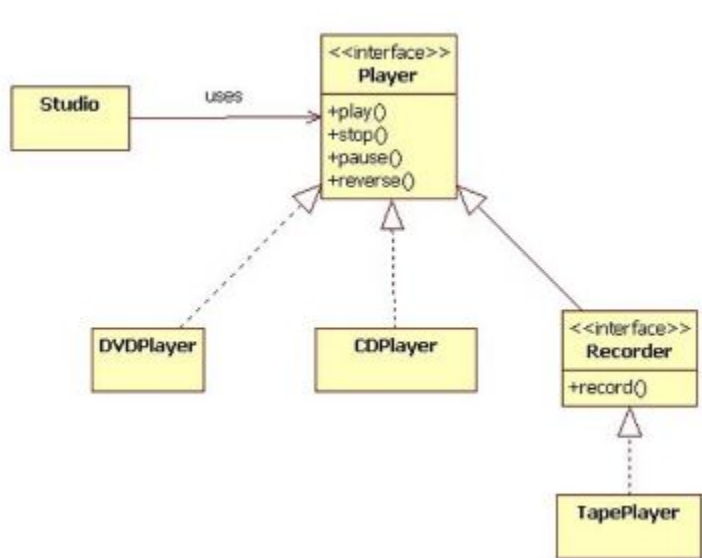 <<interface>>
Player
+play()
+stop()
+pause()
+reverse()
Studio
uses
DVDPlayer
CDPlayer
<<interface>>
Recorder
+record()
TapePlayer